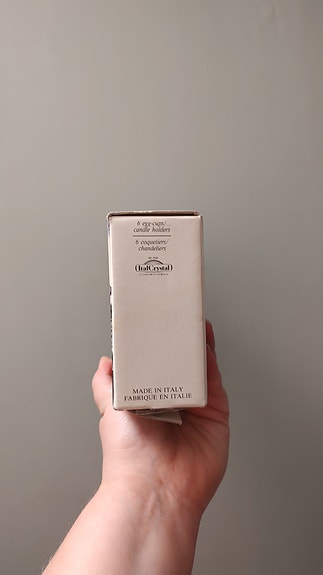 6 egg-cups/
candle holders
6 coquetiers/
chandeliers
ItalCrystal
MADE IN ITALY
FABRIQUE EN ITALIE